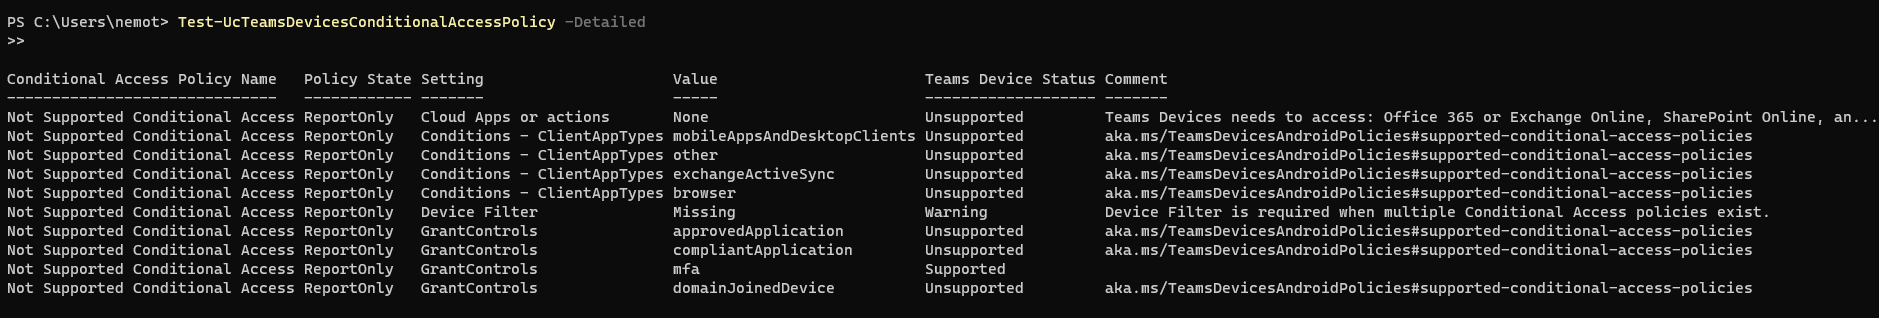 PS C:\Users\nemot> Test-UcTeamsDevicesConditionalAccessPolicy -Detailed
>>
Conditional Access Policy Name   Policy State Setting                     Value                       Teams Device Status Comment
------------------------------   ------------ -------                     -----                       ------------------- -------
Not Supported Conditional Access ReportOnly   Cloud Apps or actions       None                        Unsupported         Teams Devices needs to access: Office 365 or Exchange Online, SharePoint Online, an...
Not Supported Conditional Access ReportOnly   Conditions - ClientAppTypes mobileAppsAndDesktopClients Unsupported         aka.ms/TeamsDevicesAndroidPolicies#supported-conditional-access-policies
Not Supported Conditional Access ReportOnly   Conditions - ClientAppTypes other                       Unsupported         aka.ms/TeamsDevicesAndroidPolicies#supported-conditional-access-policies
Not Supported Conditional Access ReportOnly   Conditions - ClientAppTypes exchangeActiveSync          Unsupported         aka.ms/TeamsDevicesAndroidPolicies#supported-conditional-access-policies
Not Supported Conditional Access ReportOnly   Conditions - ClientAppTypes browser                     Unsupported         aka.ms/TeamsDevicesAndroidPolicies#supported-conditional-access-policies
Not Supported Conditional Access ReportOnly   Device Filter               Missing                     Warning             Device Filter is required when multiple Conditional Access policies exist.
Not Supported Conditional Access ReportOnly   GrantControls               approvedApplication         Unsupported         aka.ms/TeamsDevicesAndroidPolicies#supported-conditional-access-policies
Not Supported Conditional Access ReportOnly   GrantControls               compliantApplication        Unsupported         aka.ms/TeamsDevicesAndroidPolicies#supported-conditional-access-policies
Not Supported Conditional Access ReportOnly   GrantControls               mfa                         Supported
Not Supported Conditional Access ReportOnly   GrantControls               domainJoinedDevice          Unsupported         aka.ms/TeamsDevicesAndroidPolicies#supported-conditional-access-policies